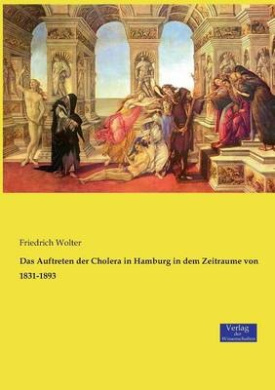 Friedrich Wolter
Das Auftreten der Cholera in Hamburg in dem Zeitraume von
1831-1893
Verlag
der
Wissenschaften